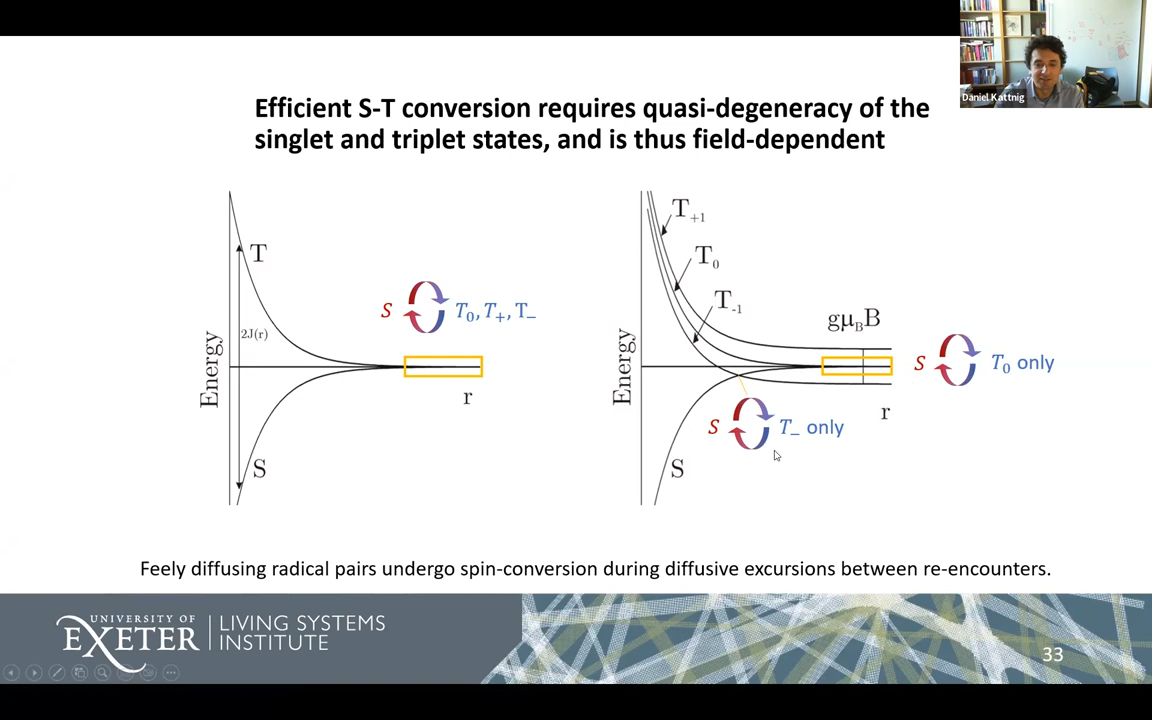 Daniel Kattnig
Efficient S-T conversion requires quasi-degeneracy of the
singlet and triplet states, and is thus field-dependent
T
2J(r)
Energy
S
r
S T₀, T₊, T₋
T₊₁
T₀
T₋₁
gμ_BB
Energy
S T₀ only
S T₋ only
r
S
Feely diffusing radical pairs undergo spin-conversion during diffusive excursions between re-encounters.
UNIVERSITY OF
EXETER
LIVING SYSTEMS
INSTITUTE
33